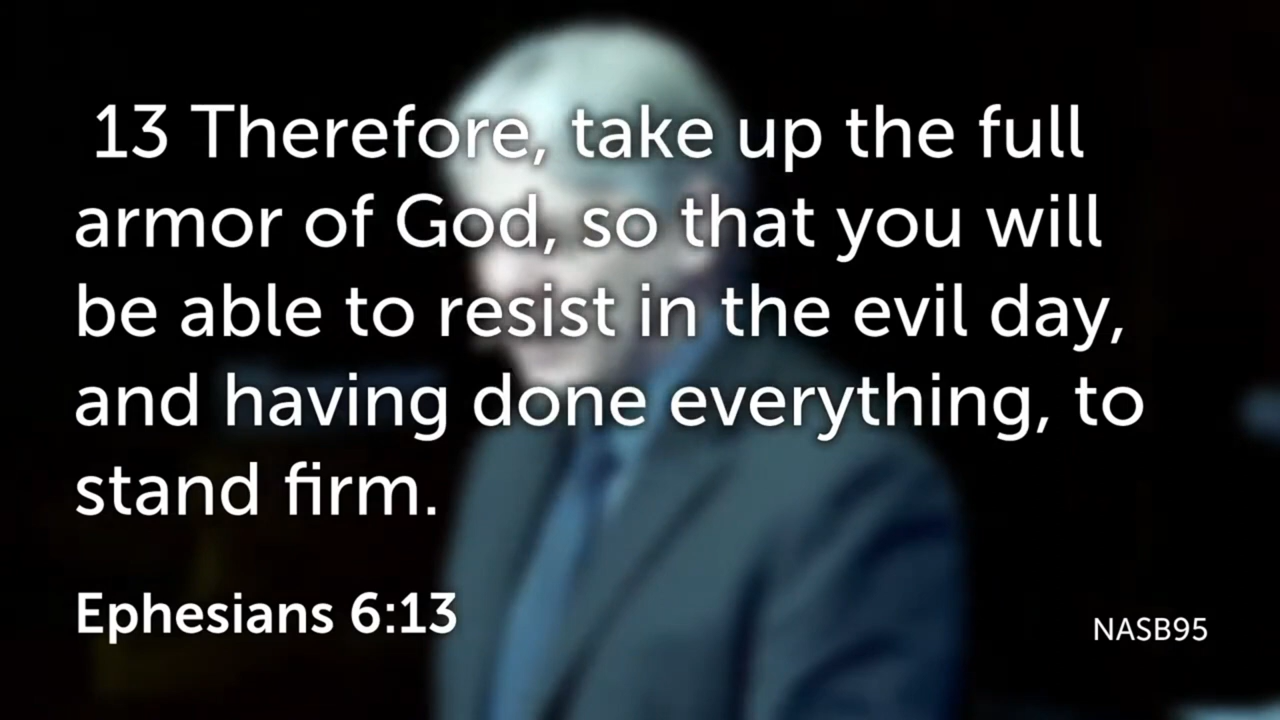 13 Therefore, take up the full
armor of God, so that you will
be able to resist in the evil day,
and having done everything, to
stand firm.
Ephesians 6:13
NASB95